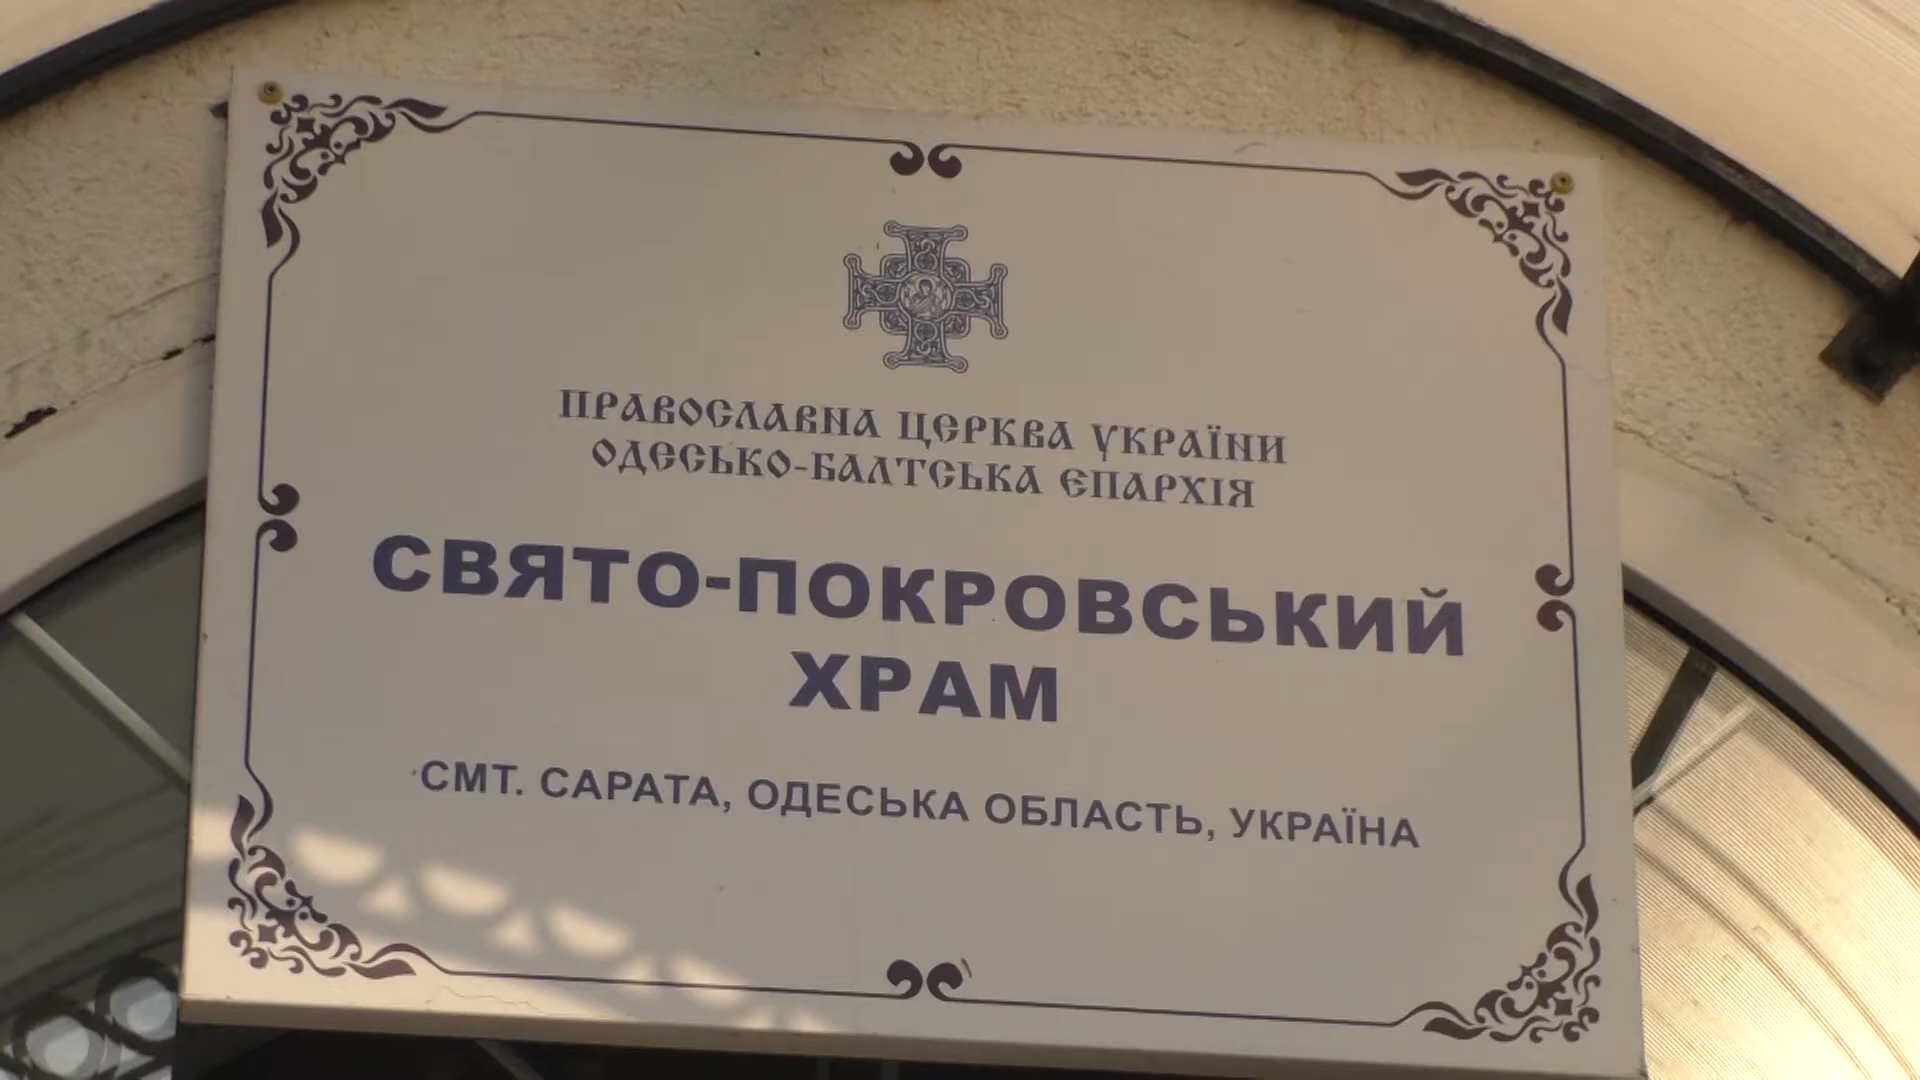 ПРАВОСЛАВНА ЦЕРКВА УКРАЇНИ
ОДЕСЬКО-БАЛТСЬКА ЄПАРХІЯ
СВЯТО-ПОКРОВСЬКИЙ
ХРАМ
СМТ. САРАТА, ОДЕСЬКА ОБЛАСТЬ, УКРАЇНА